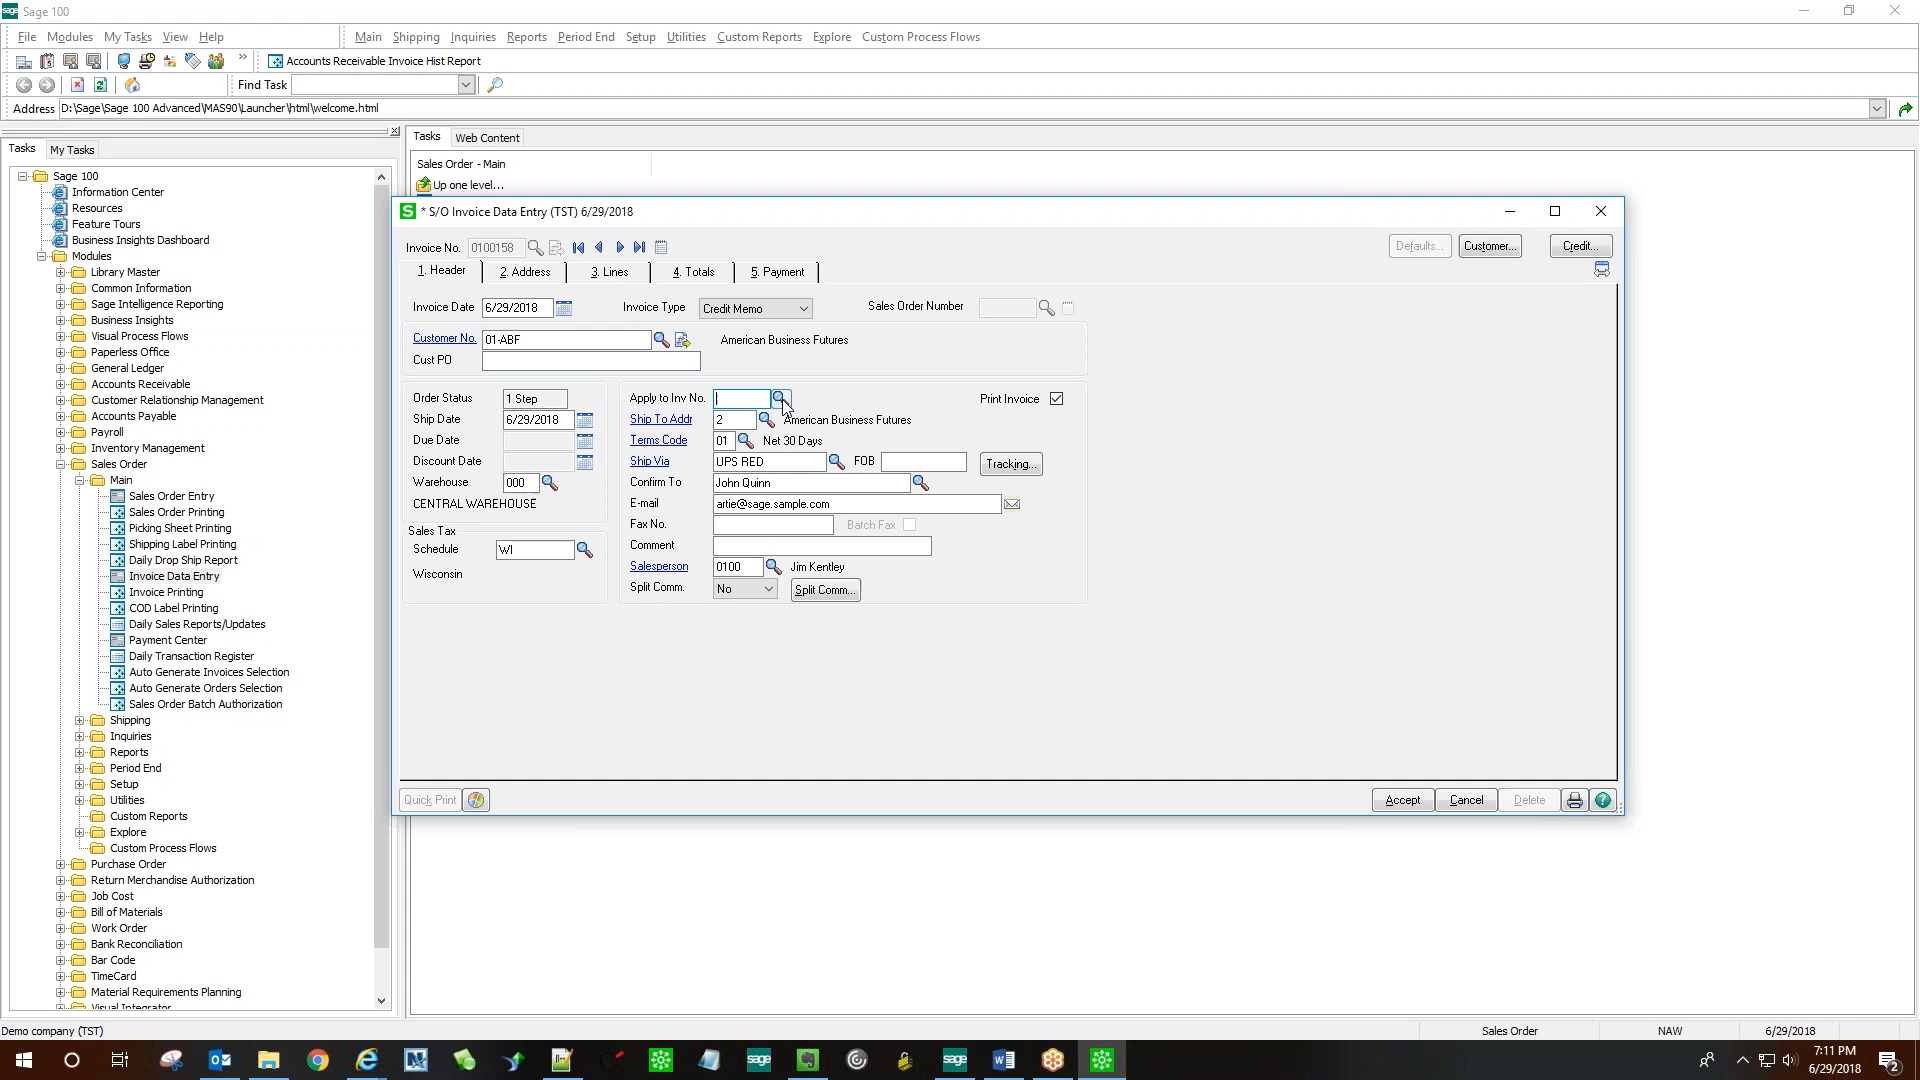 Sage 100
File Modules My Tasks View Help
Main Shipping Inquiries Reports Period End Setup Utilities Custom Reports Explore Custom Process Flows
Accounts Receivable Invoice Hist Report
Find Task
Address D:\Sage\Sage 100 Advanced\MAS90\Launcher\html\welcome.html
Tasks My Tasks
Sage 100
Information Center
Resources
Feature Tours
Business Insights Dashboard
Modules
Library Master
Common Information
Sage Intelligence Reporting
Business Insights
Visual Process Flows
Paperless Office
General Ledger
Accounts Receivable
Customer Relationship Management
Accounts Payable
Payroll
Inventory Management
Sales Order
Main
Sales Order Entry
Sales Order Printing
Picking Sheet Printing
Shipping Label Printing
Daily Drop Ship Report
Invoice Data Entry
Invoice Printing
COD Label Printing
Daily Sales Reports/Updates
Payment Center
Daily Transaction Register
Auto Generate Invoices Selection
Auto Generate Orders Selection
Sales Order Batch Authorization
Shipping
Inquiries
Reports
Period End
Setup
Utilities
Custom Reports
Explore
Custom Process Flows
Purchase Order
Return Merchandise Authorization
Job Cost
Bill of Materials
Work Order
Bank Reconciliation
Bar Code
TimeCard
Material Requirements Planning
Visual Integrator
Tasks Web Content
Sales Order - Main
Up one level...
S * S/O Invoice Data Entry (TST) 6/29/2018
Invoice No. 0100158 Defaults... Customer... Credit...
1. Header 2. Address 3. Lines 4. Totals 5. Payment
Invoice Date 6/29/2018 Invoice Type Credit Memo Sales Order Number
Customer No. 01-ABF American Business Futures
Cust PO
Order Status 1 Step
Ship Date 6/29/2018
Due Date
Discount Date
Warehouse 000
CENTRAL WAREHOUSE
Sales Tax
Schedule WI
Wisconsin
Apply to Inv No. Print Invoice
Ship To Addr 2 American Business Futures
Terms Code 01 Net 30 Days
Ship Via UPS RED FOB Tracking...
Confirm To John Quinn
E-mail artie@sage.sample.com
Fax No. Batch Fax
Comment
Salesperson 0100 Jim Kentley
Split Comm. No Split Comm...
Quick Print Accept Cancel Delete
Demo company (TST) Sales Order NAW 6/29/2018
sage sage
7:11 PM
6/29/2018
2